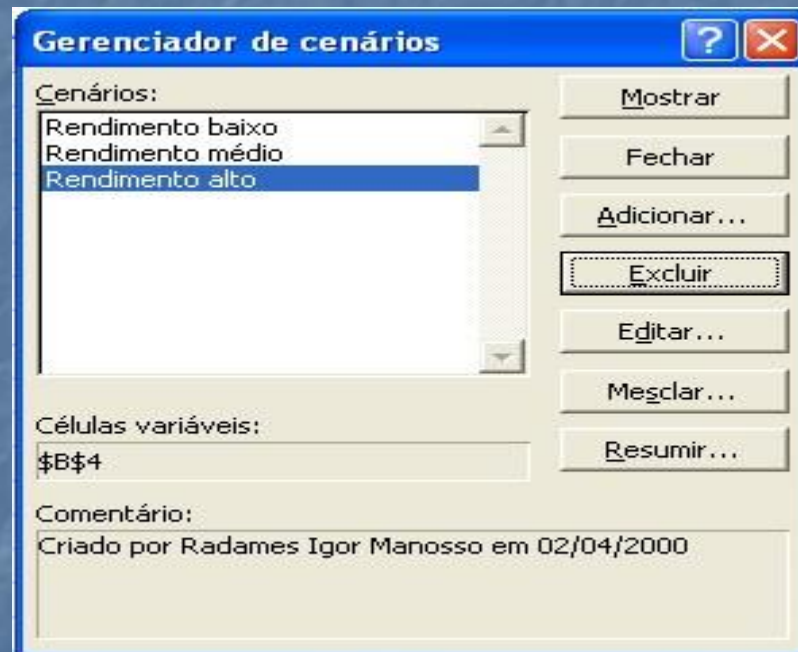 Gerenciador de cenários
Cenários:
Rendimento baixo
Rendimento médio
Rendimento alto
Mostrar
Fechar
Adicionar...
Excluir
Editar...
Mesclar...
Resumir...
Células variáveis:
$B$4
Comentário:
Criado por Radames Igor Manosso em 02/04/2000